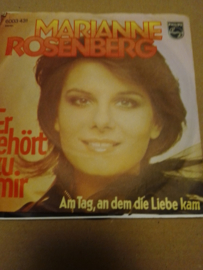 MARIANNE
ROSENBERG
Er
gehört
zu
mir
Am Tag, an dem die Liebe kam